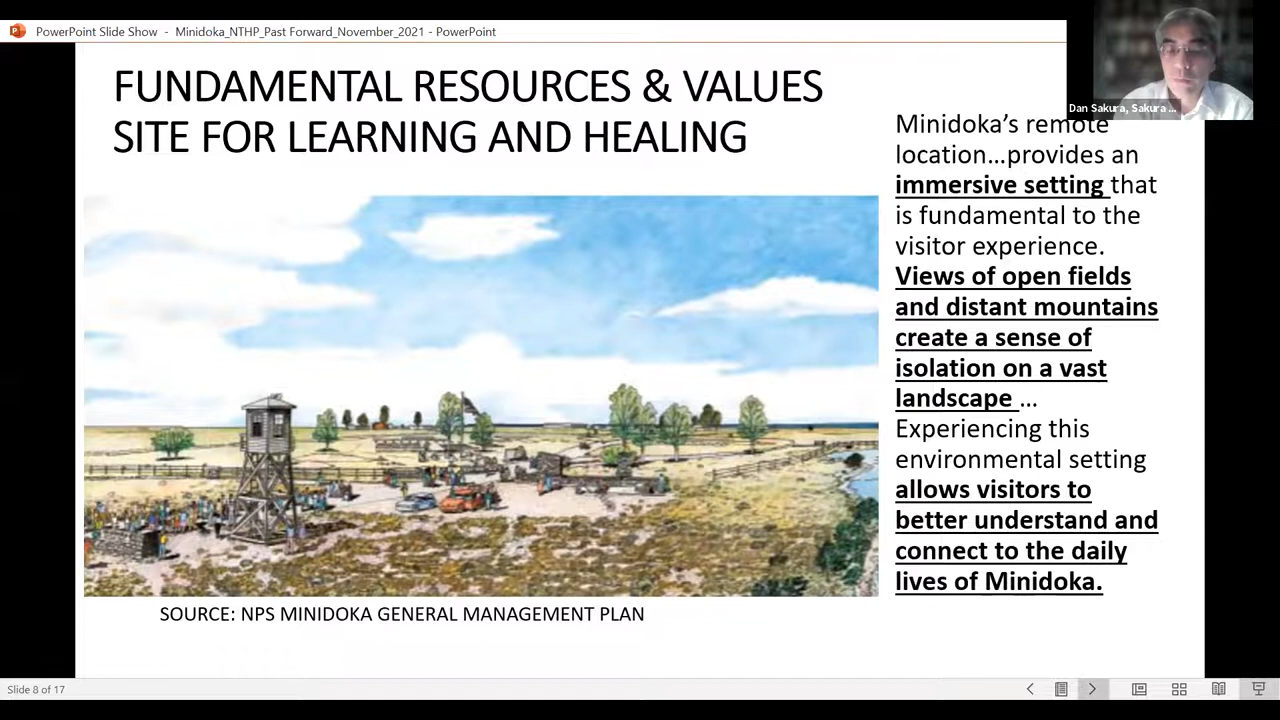 PowerPoint Slide Show - Minidoka_NTHP_Past Forward_November_2021 - PowerPoint
Dan Sakura, Sakura ...
FUNDAMENTAL RESOURCES & VALUES
SITE FOR LEARNING AND HEALING
Minidoka’s remote
location…provides an
immersive setting that
is fundamental to the
visitor experience.
Views of open fields
and distant mountains
create a sense of
isolation on a vast
landscape …
Experiencing this
environmental setting
allows visitors to
better understand and
connect to the daily
lives of Minidoka.
SOURCE: NPS MINIDOKA GENERAL MANAGEMENT PLAN
Slide 8 of 17